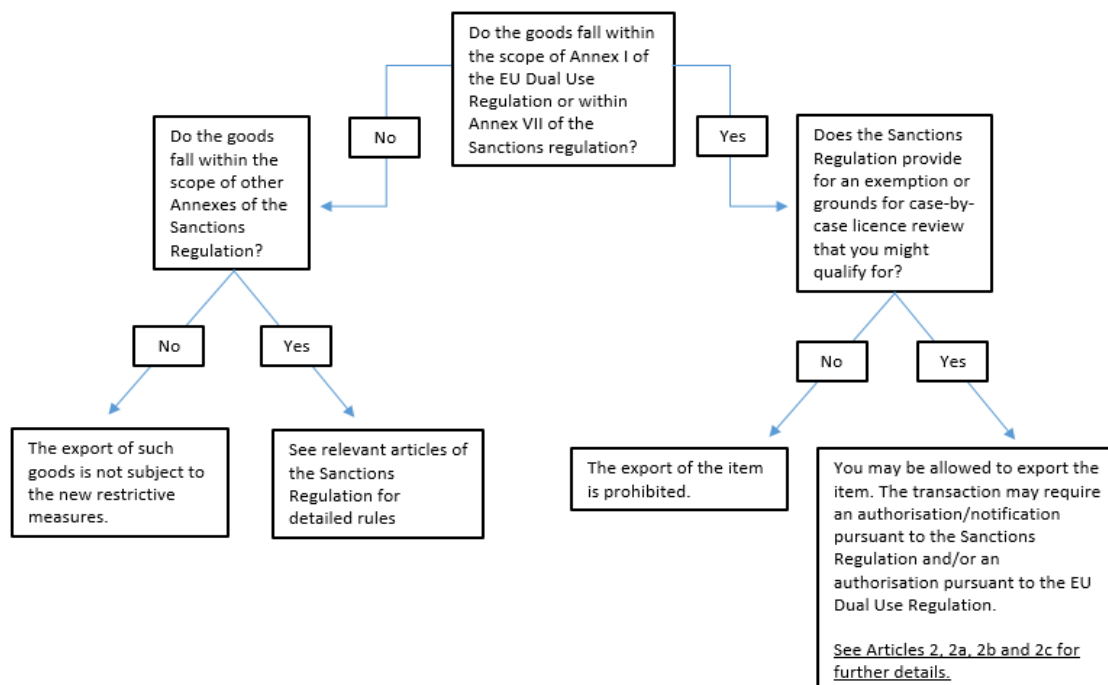 Do the goods fall within
the scope of Annex I of
the EU Dual Use
Regulation or within
Annex VII of the
Sanctions regulation?
No
Yes
Do the goods
fall within the
scope of other
Annexes of the
Sanctions
Regulation?
Does the Sanctions
Regulation provide
for an exemption or
grounds for case-by-
case licence review
that you might
qualify for?
No
Yes
No
Yes
The export of such
goods is not subject to
the new restrictive
measures.
See relevant articles of
the Sanctions
Regulation for
detailed rules
The export of the item
is prohibited.
You may be allowed to export the
item. The transaction may require
an authorisation/notification
pursuant to the Sanctions
Regulation and/or an
authorisation pursuant to the EU
Dual Use Regulation.
See Articles 2, 2a, 2b and 2c for
further details.